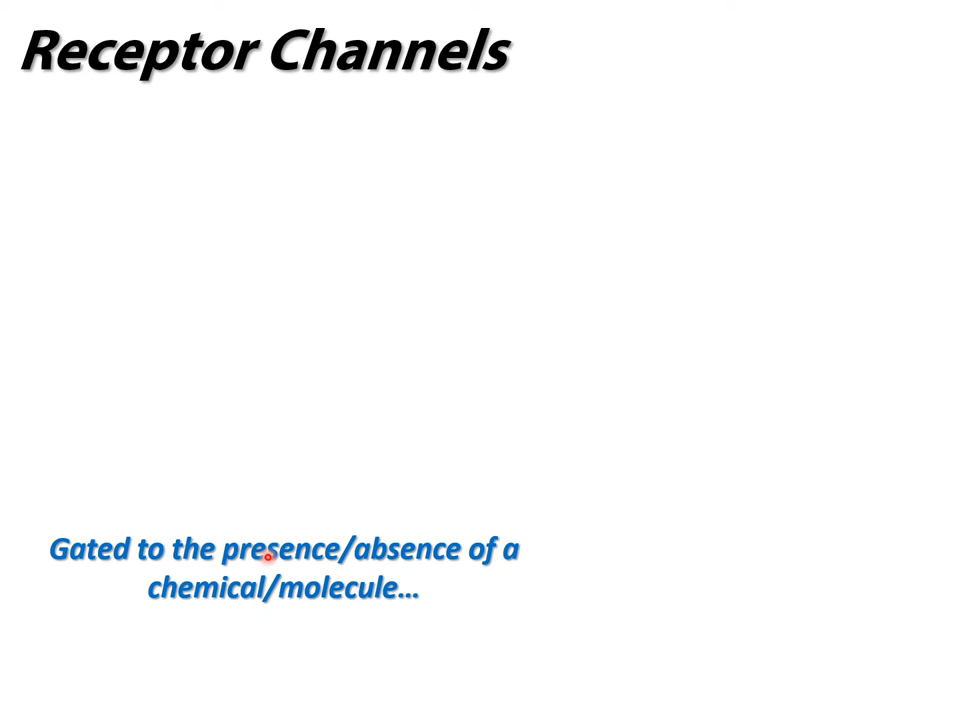 Receptor Channels
Gated to the presence/absence of a
chemical/molecule...